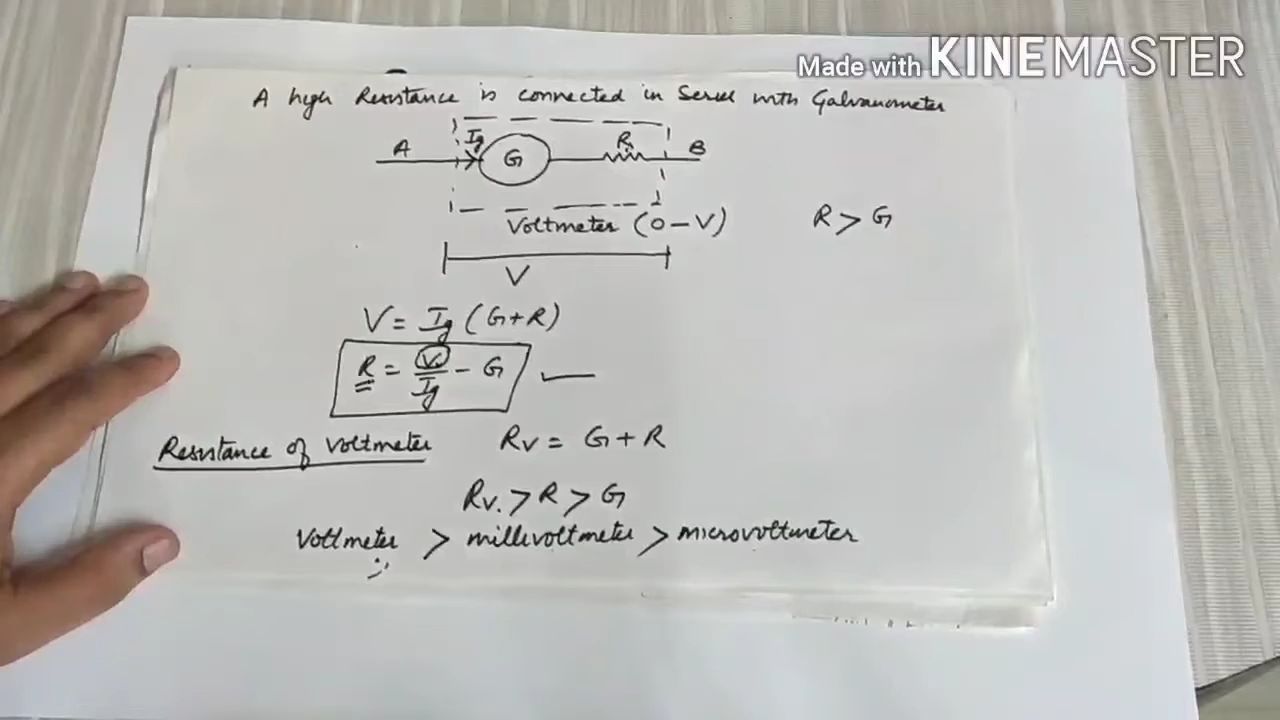 Made with KINEMASTER
A high Resistance is connected in Series with Galvanometer
A Ig G R B
Voltmeter (0-V) R > G
V
V = Ig (G+R)
R = V/Ig - G
Resistance of Voltmeter Rv = G + R
Rv. > R > G
Voltmeter > millivoltmeter > microvoltmeter